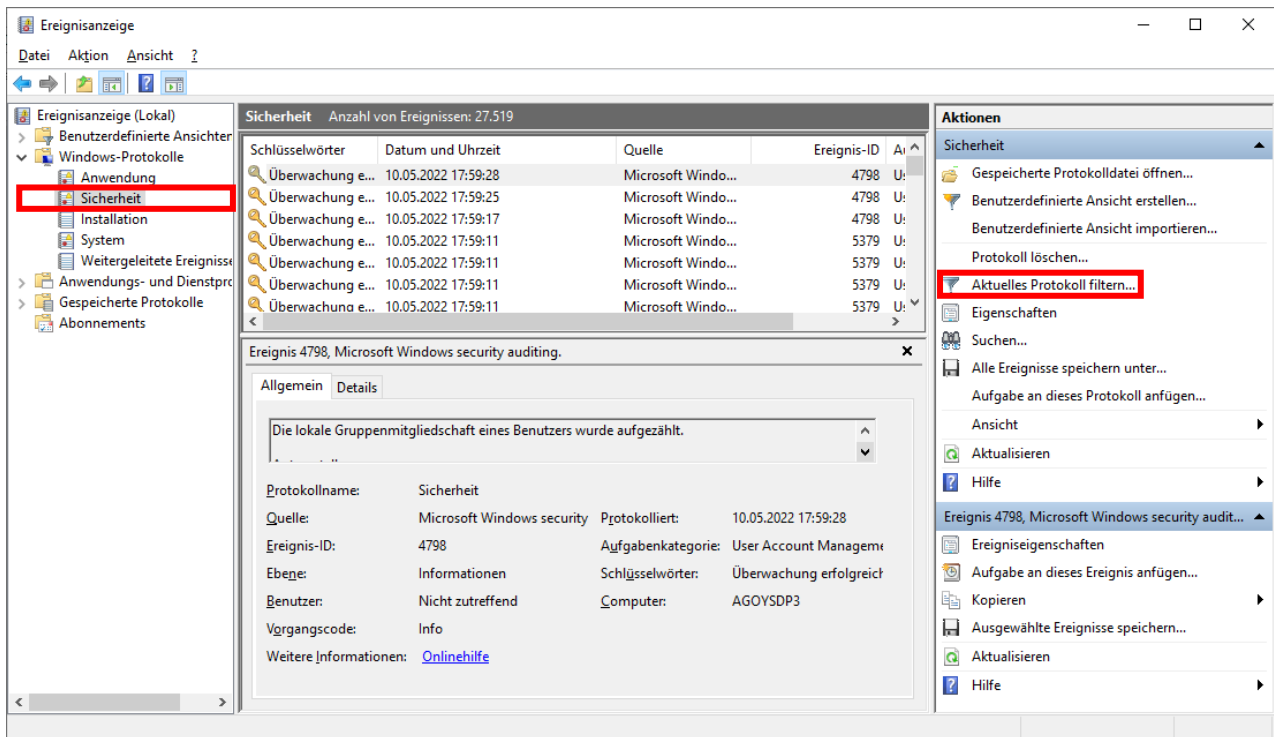 Ereignisanzeige
Datei Aktion Ansicht ?
Ereignisanzeige (Lokal)
Benutzerdefinierte Ansichten
Windows-Protokolle
Anwendung
Sicherheit
Installation
System
Weitergeleitete Ereignisse
Anwendungs- und Dienstpro
Gespeicherte Protokolle
Abonnements
Sicherheit Anzahl von Ereignissen: 27.519
Schlüsselwörter Datum und Uhrzeit Quelle Ereignis-ID
Überwachung e... 10.05.2022 17:59:28 Microsoft Windo... 4798
Überwachung e... 10.05.2022 17:59:25 Microsoft Windo... 4798
Überwachung e... 10.05.2022 17:59:17 Microsoft Windo... 4798
Überwachung e... 10.05.2022 17:59:11 Microsoft Windo... 5379
Überwachung e... 10.05.2022 17:59:11 Microsoft Windo... 5379
Überwachung e... 10.05.2022 17:59:11 Microsoft Windo... 5379
Überwachung e... 10.05.2022 17:59:11 Microsoft Windo... 5379
Ereignis 4798, Microsoft Windows security auditing.
Allgemein Details
Die lokale Gruppenmitgliedschaft eines Benutzers wurde aufgezählt.
Protokollname: Sicherheit
Quelle: Microsoft Windows security Protokolliert: 10.05.2022 17:59:28
Ereignis-ID: 4798 Aufgabenkategorie: User Account Manageme
Ebene: Informationen Schlüsselwörter: Überwachung erfolgreich
Benutzer: Nicht zutreffend Computer: AGOYSDP3
Vorgangscode: Info
Weitere Informationen: Onlinehilfe
Aktionen
Sicherheit
Gespeicherte Protokolldatei öffnen...
Benutzerdefinierte Ansicht erstellen...
Benutzerdefinierte Ansicht importieren...
Protokoll löschen...
Aktuelles Protokoll filtern...
Eigenschaften
Suchen...
Alle Ereignisse speichern unter...
Aufgabe an dieses Protokoll anfügen...
Ansicht
Aktualisieren
Hilfe
Ereignis 4798, Microsoft Windows security audit...
Ereigniseigenschaften
Aufgabe an dieses Ereignis anfügen...
Kopieren
Ausgewählte Ereignisse speichern...
Aktualisieren
Hilfe